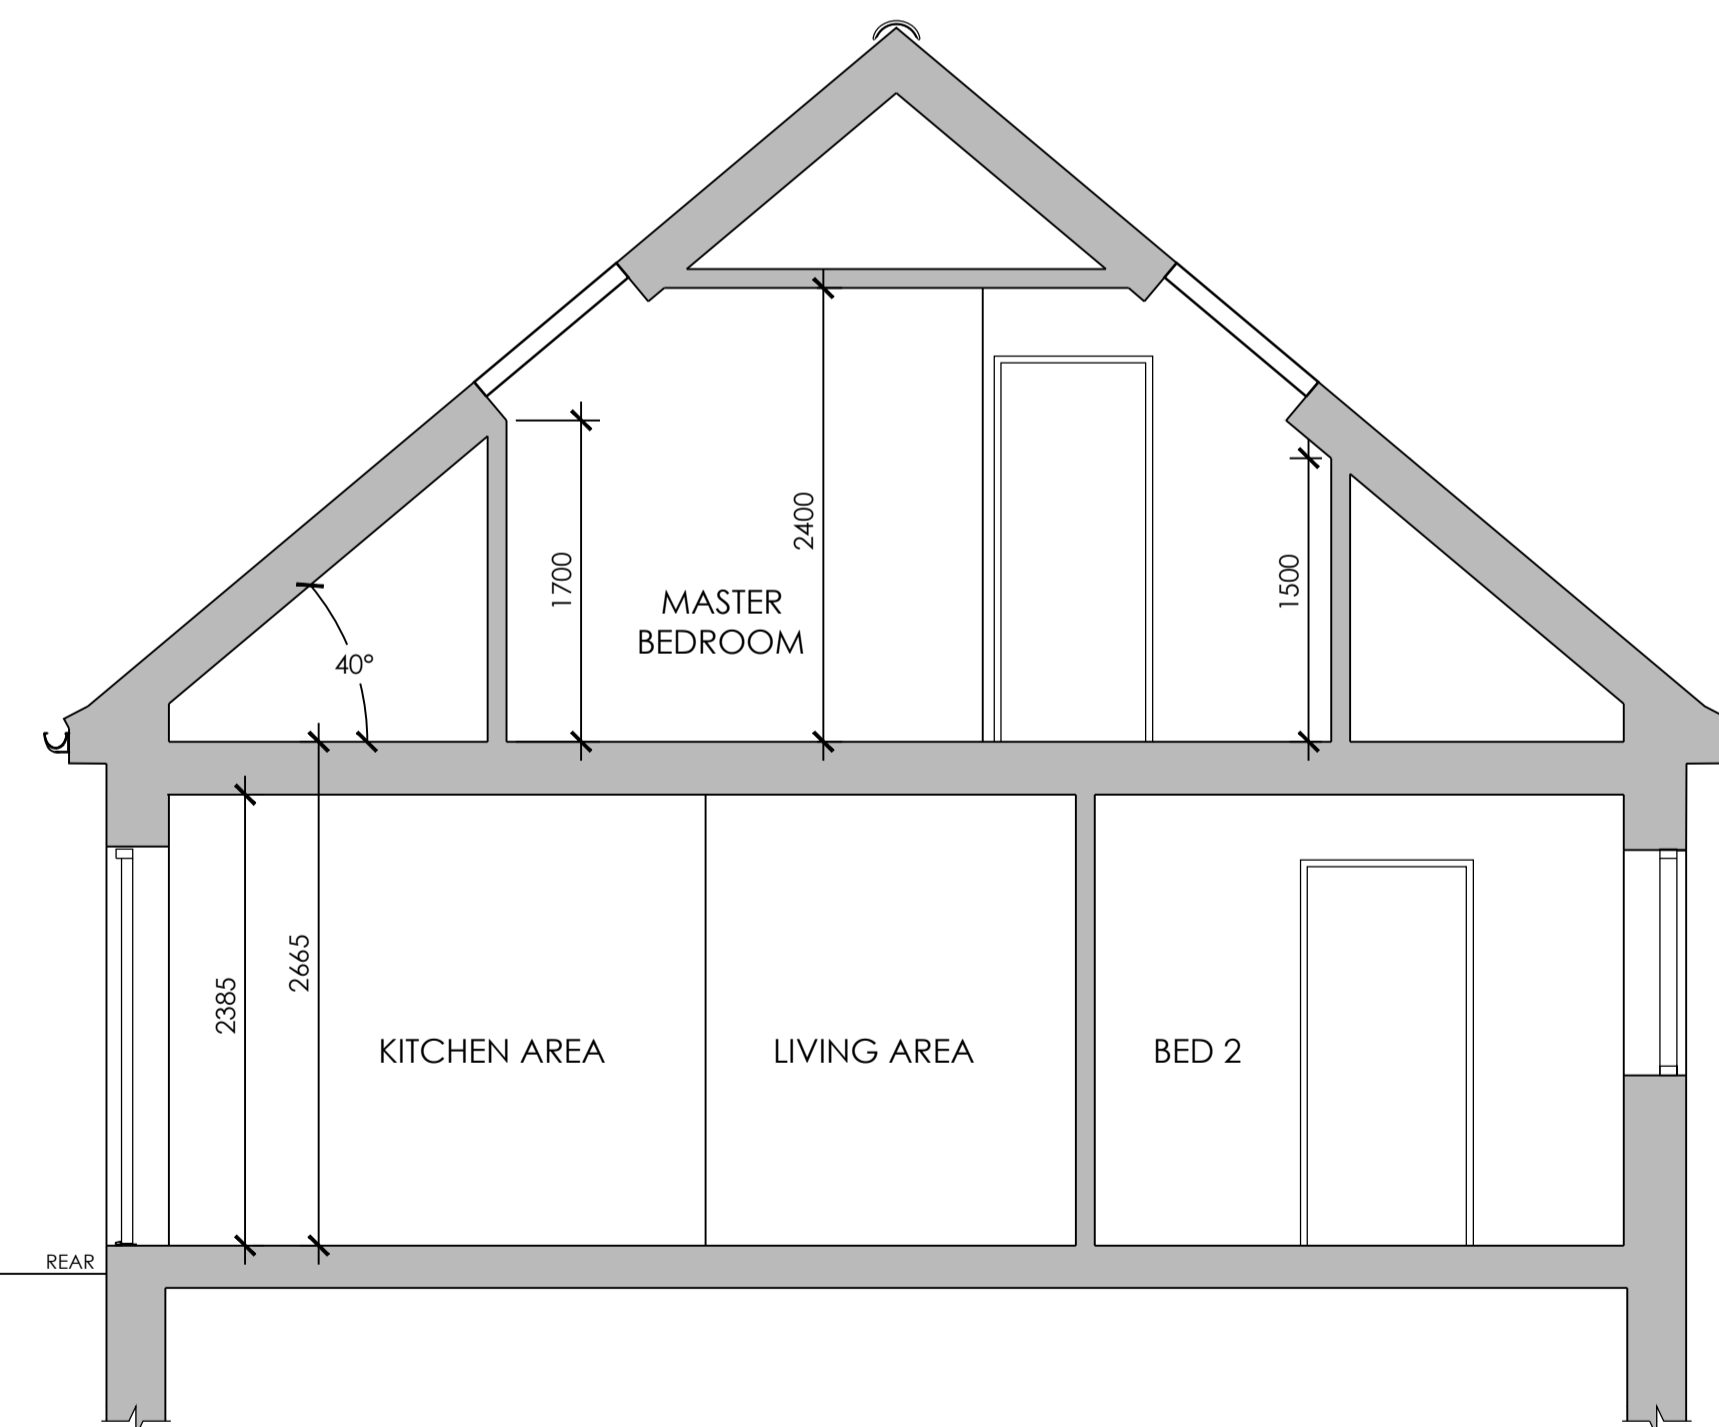 2400
1700
1500
MASTER
BEDROOM
40°
2665
2385
KITCHEN AREA
LIVING AREA
BED 2
REAR